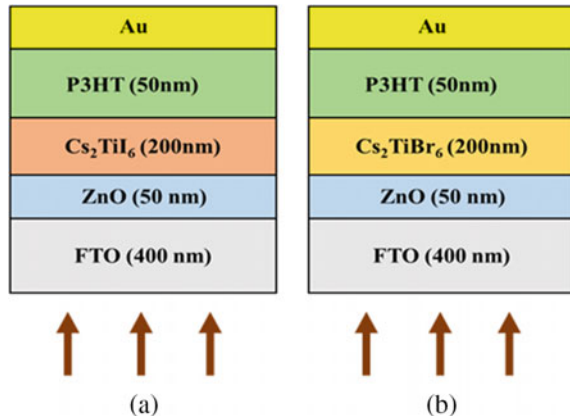 Au
P3HT (50nm)
Cs₂TiI₆ (200nm)
ZnO (50 nm)
FTO (400 nm)
(a)
Au
P3HT (50nm)
Cs₂TiBr₆ (200nm)
ZnO (50 nm)
FTO (400 nm)
(b)